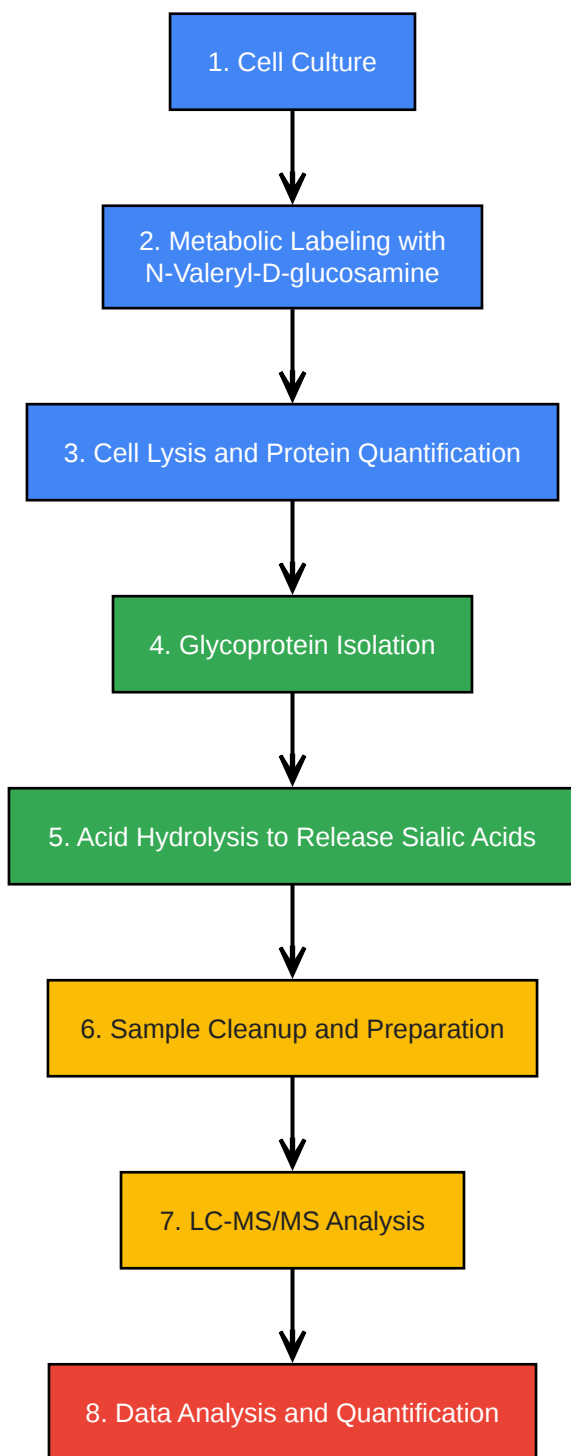 1. Cell Culture
2. Metabolic Labeling with
N-Valeryl-D-glucosamine
3. Cell Lysis and Protein Quantification
4. Glycoprotein Isolation
5. Acid Hydrolysis to Release Sialic Acids
6. Sample Cleanup and Preparation
7. LC-MS/MS Analysis
8. Data Analysis and Quantification